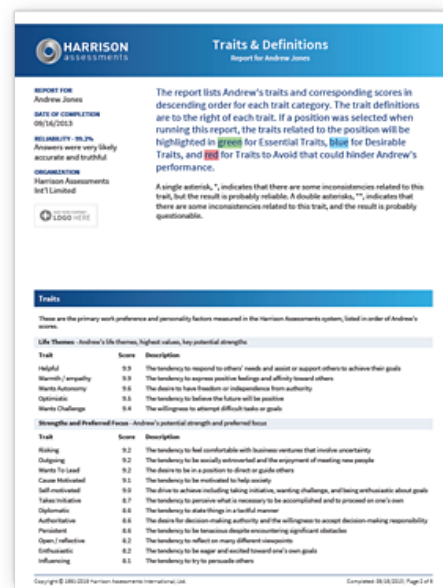 HARRISON
assessments
Traits & Definitions
Report for Andrew Jones
REPORT FOR
Andrew Jones
DATE OF COMPLETION
09/16/2013
RELIABILITY - 99.2%
Answers were very likely
accurate and truthful
ORGANIZATION
Harrison Assessments
Int'l Limited
LOGO HERE
The report lists Andrew's traits and corresponding scores in
descending order for each trait category. The trait definitions
are to the right of each trait. If a position was selected when
running this report, the traits related to the position will be
highlighted in green for Essential Traits, blue for Desirable
Traits, and red for Traits to Avoid that could hinder Andrew's
performance.
A single asterisk, *, indicates that there are some inconsistencies related to this
trait, but the result is probably reliable. A double asterisks, **, indicates that
there are some inconsistencies related to this trait, and the result is probably
questionable.
Traits
These are the primary work preference and personality factors measured in the Harrison Assessments system, listed in order of Andrew's
scores.
Life Themes - Andrew's life themes, highest values, key potential strengths
Trait Score Description
Helpful 9.9 The tendency to respond to others' needs and assist or support others to achieve their goals
Warmth / empathy 9.9 The tendency to express positive feelings and affinity toward others
Wants Autonomy 9.6 The desire to have freedom or independence from authority
Optimistic 9.5 The tendency to believe the future will be positive
Wants Challenge 9.4 The willingness to attempt difficult tasks or goals
Strengths and Preferred Focus - Andrew's potential strength and preferred focus
Trait Score Description
Risking 9.2 The tendency to feel comfortable with business ventures that involve uncertainty
Outgoing 9.2 The tendency to be socially extroverted and the enjoyment of meeting new people
Wants To Lead 9.2 The desire to be in a position to direct or guide others
Cause Motivated 9.1 The tendency to be motivated to help society
Self-motivated 9.0 The drive to achieve including taking initiative, wanting challenge, and being enthusiastic about goals
Takes Initiative 8.7 The tendency to perceive what is necessary to be accomplished and to proceed on one's own
Diplomatic 8.6 The tendency to state things in a tactful manner
Authoritative 8.6 The desire for decision-making authority and the willingness to accept decision-making responsibility
Persistent 8.6 The tendency to be tenacious despite encountering significant obstacles
Open / reflective 8.2 The tendency to reflect on many different viewpoints
Enthusiastic 8.2 The tendency to be eager and excited toward one's own goals
Influencing 8.1 The tendency to try to persuade others
Copyright © 1991-2019 Harrison Assessments International, Ltd.